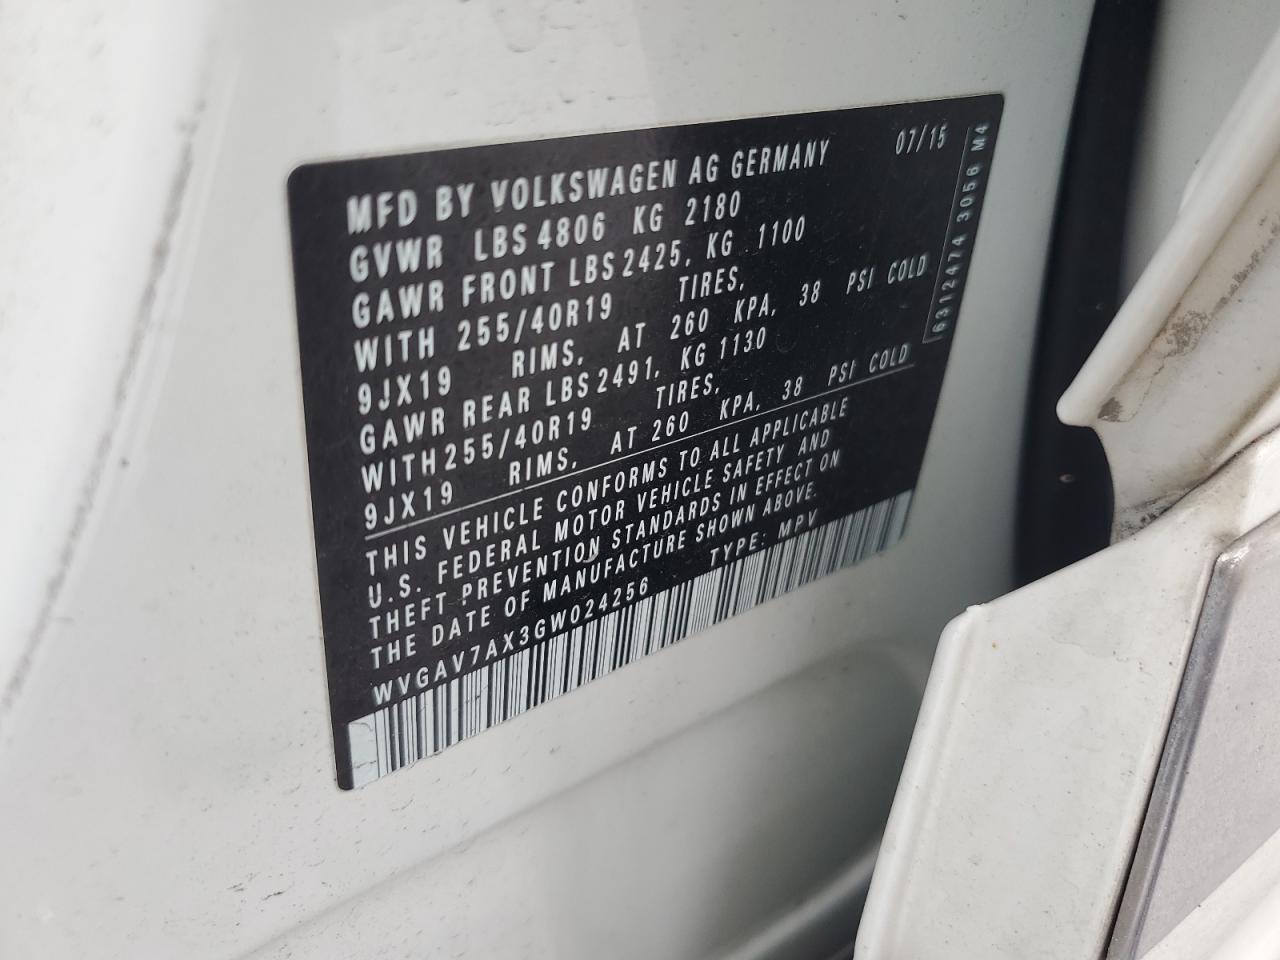 MFD BY VOLKSWAGEN AG GERMANY 07/15
GVWR LBS 4806 KG 2180
GAWR FRONT LBS 2425, KG 1100
WITH 255/40R19 TIRES,
9JX19 RIMS, AT 260 KPA, 38 PSI COLD
GAWR REAR LBS 2491, KG 1130
WITH 255/40R19 TIRES,
9JX19 RIMS, AT 260 KPA, 38 PSI COLD
THIS VEHICLE CONFORMS TO ALL APPLICABLE
U.S. FEDERAL MOTOR VEHICLE SAFETY AND
THEFT PREVENTION STANDARDS IN EFFECT ON
THE DATE OF MANUFACTURE SHOWN ABOVE.
WVGAV7AX3GW024256 TYPE: MPV
6312474 3056 M4